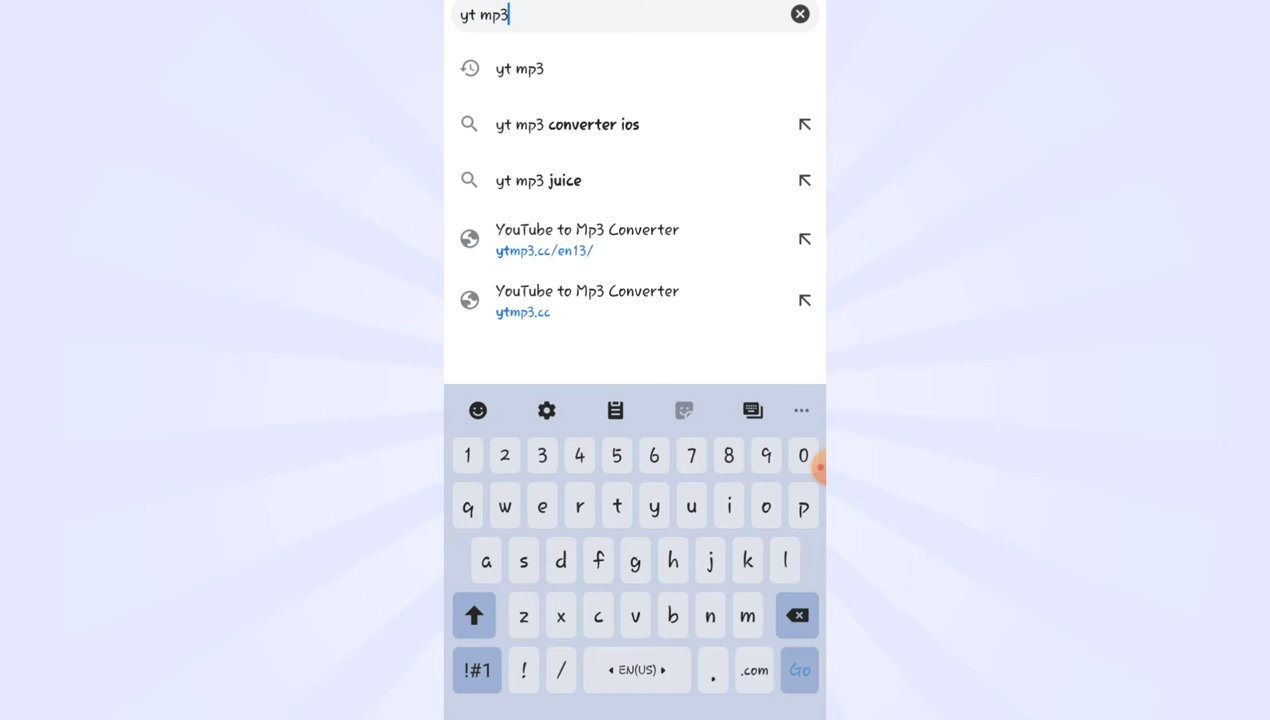 yt mp3
yt mp3
yt mp3 converter ios
yt mp3 juice
YouTube to Mp3 Converter
ytmp3.cc/en13/
YouTube to Mp3 Converter
ytmp3.cc
1 2 3 4 5 6 7 8 9 0
q w e r t y u i o p
a s d f g h j k l
z x c v b n m
!#1 ! / EN(US) . .com Go